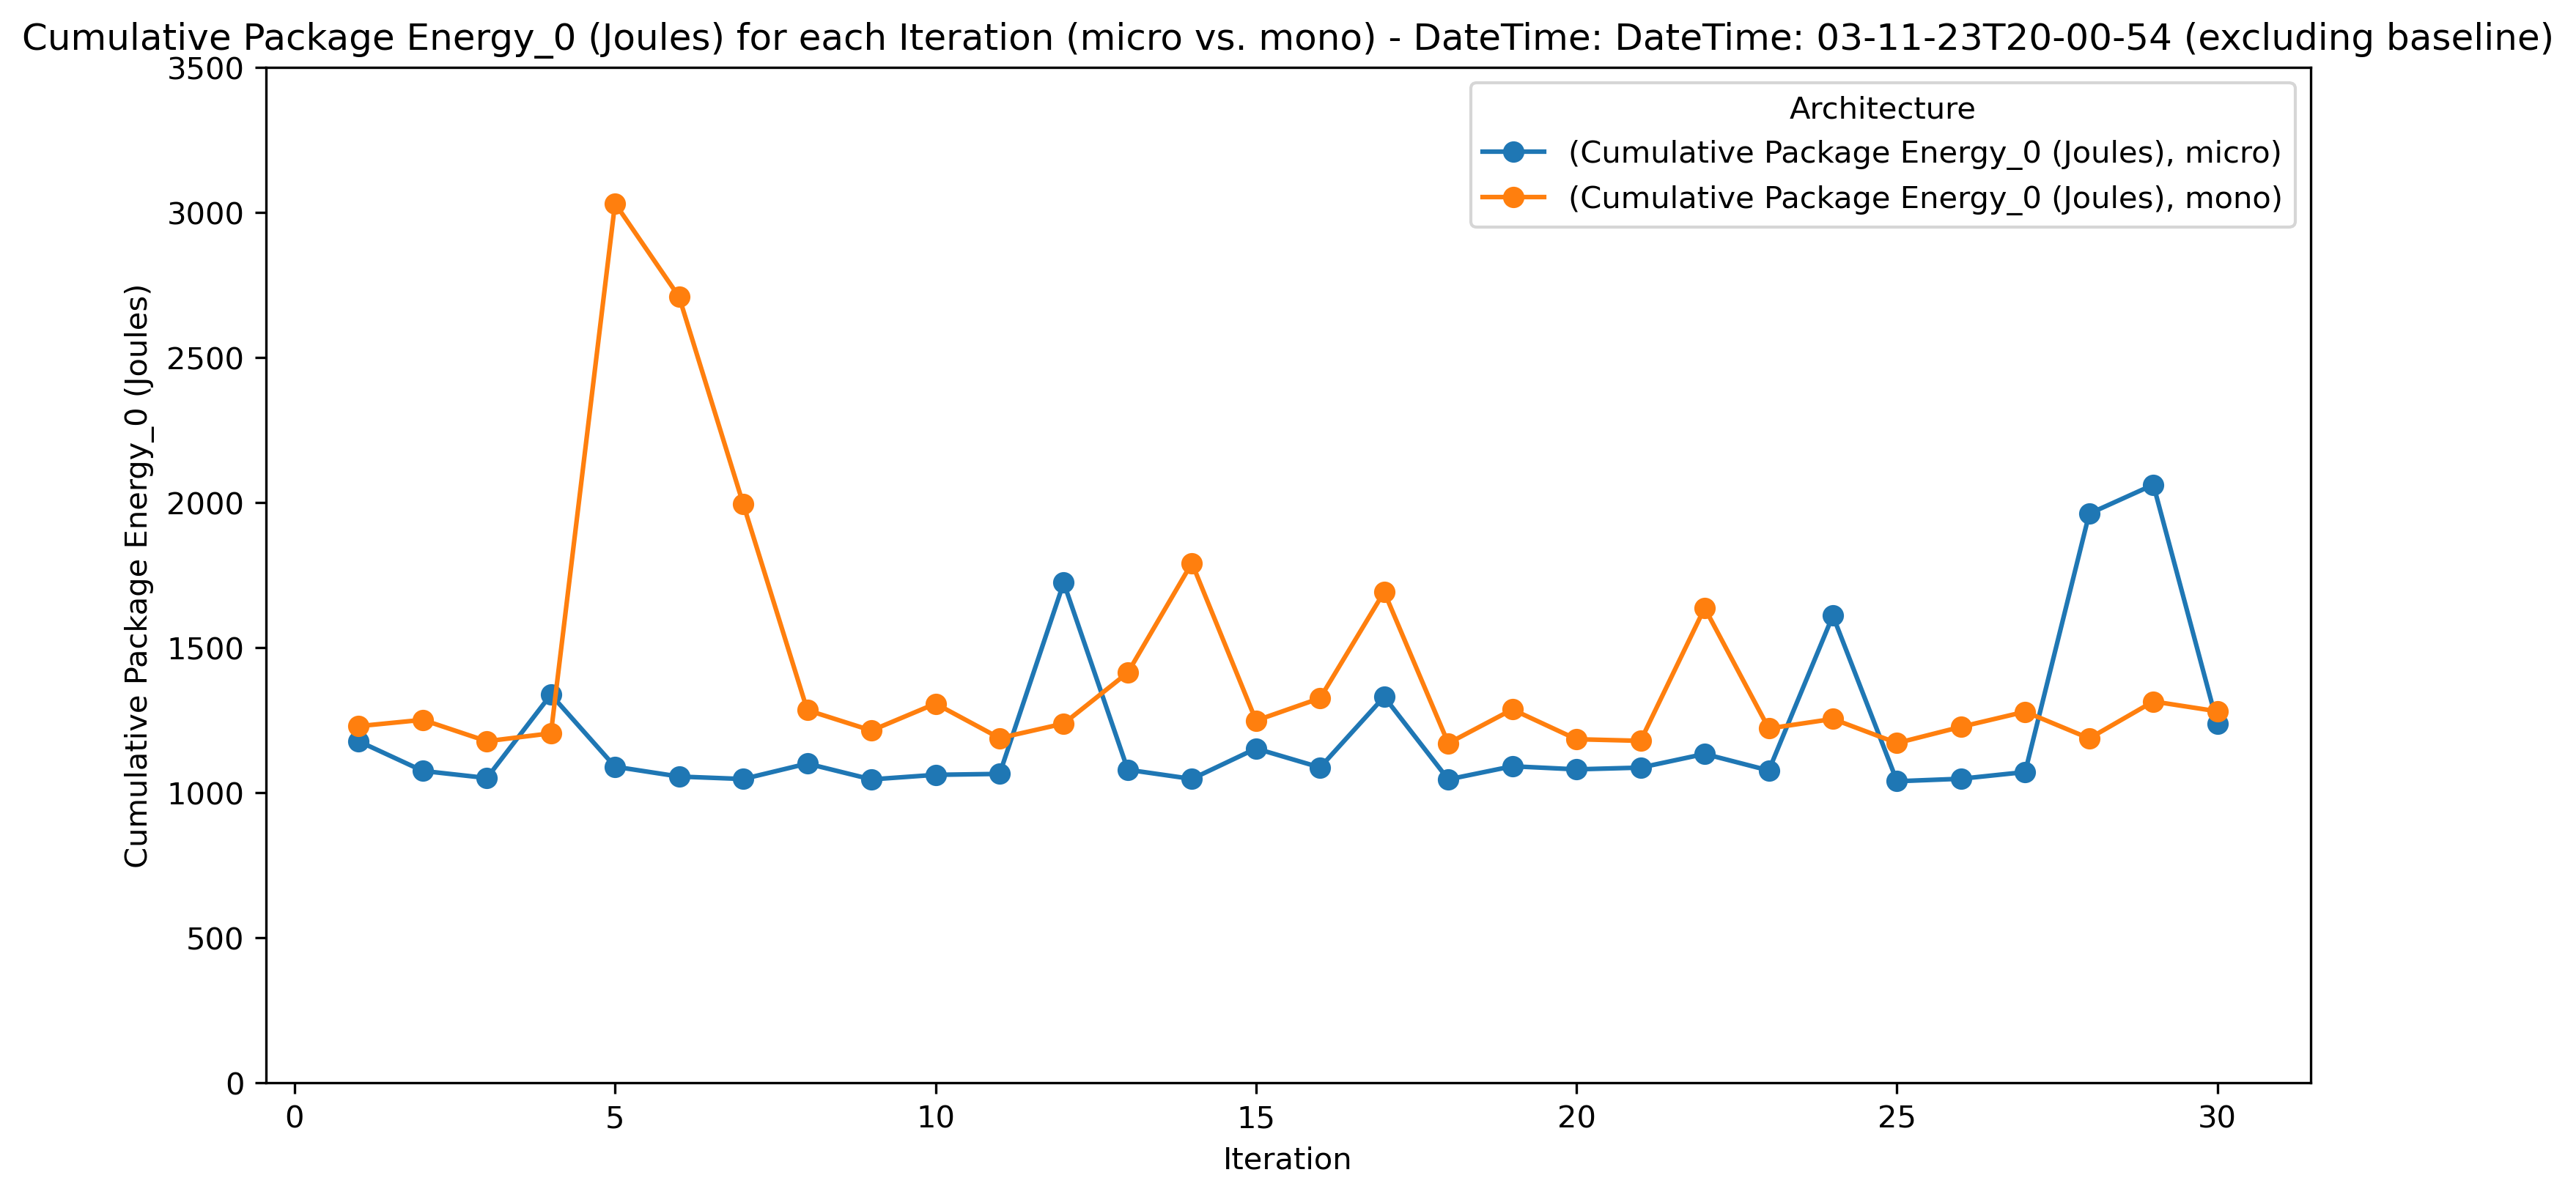 Cumulative Package Energy_0 (Joules) for each Iteration (micro vs. mono) - DateTime: DateTime: 03-11-23T20-00-54 (excluding baseline)
Architecture
(Cumulative Package Energy_0 (Joules), micro)
(Cumulative Package Energy_0 (Joules), mono)
Cumulative Package Energy_0 (Joules)
3500
3000
2500
2000
1500
1000
500
0
0 5 10 15 20 25 30
Iteration